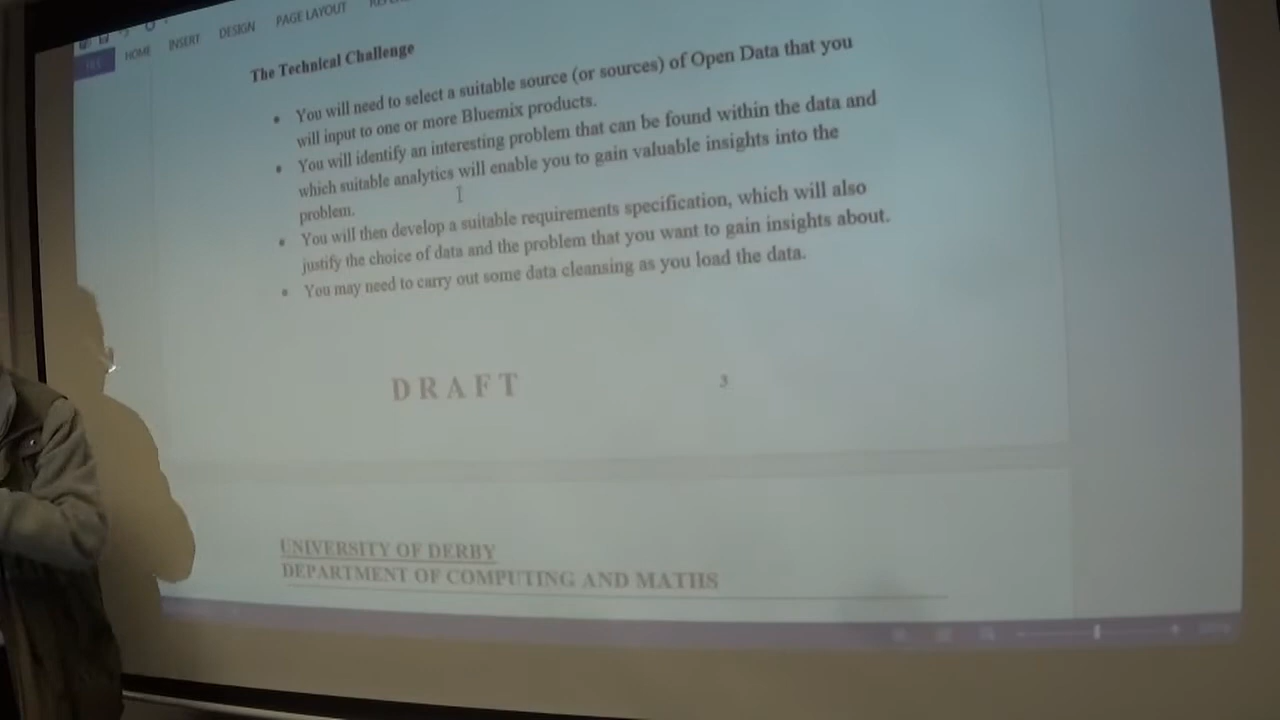 HOME INSERT DESIGN PAGE LAYOUT
The Technical Challenge
• You will need to select a suitable source (or sources) of Open Data that you
will input to one or more Bluemix products.
• You will identify an interesting problem that can be found within the data and
which suitable analytics will enable you to gain valuable insights into the
problem.
• You will then develop a suitable requirements specification, which will also
justify the choice of data and the problem that you want to gain insights about.
• You may need to carry out some data cleansing as you load the data.
DRAFT 3
UNIVERSITY OF DERBY
DEPARTMENT OF COMPUTING AND MATHS